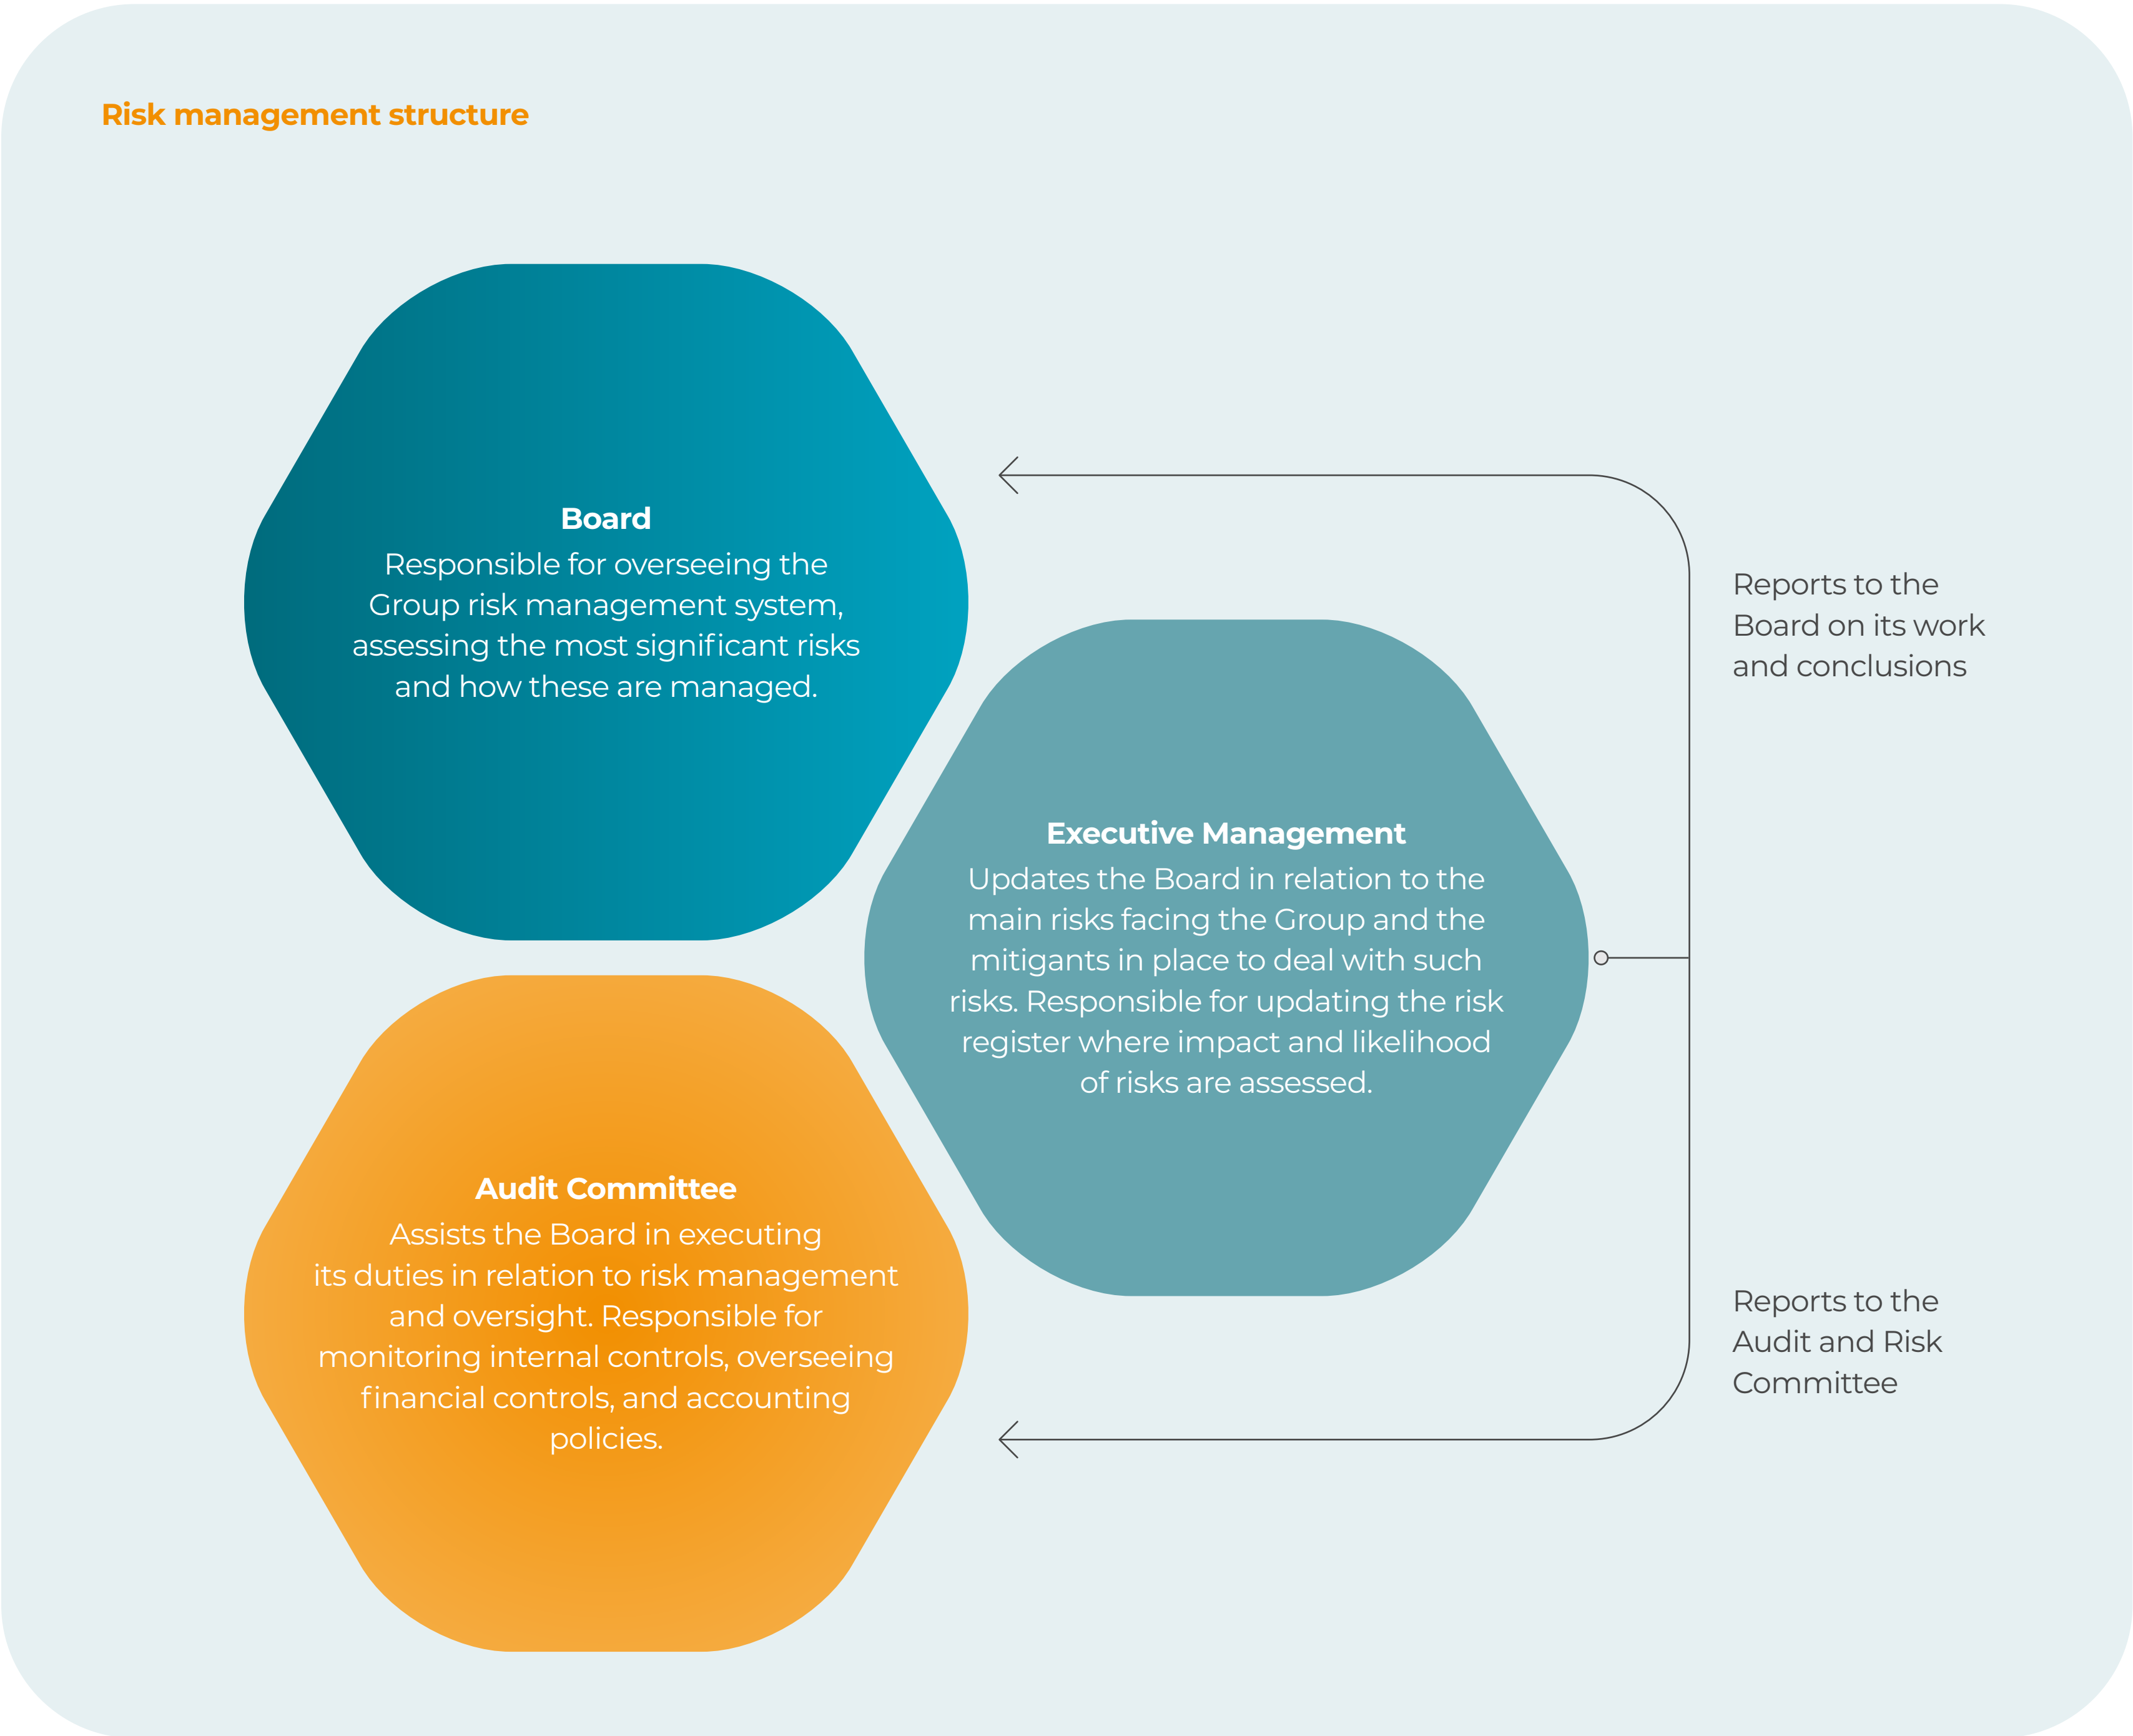 Risk management structure
Board
Responsible for overseeing the
Group risk management system,
assessing the most significant risks
and how these are managed.
Reports to the
Board on its work
and conclusions
Executive Management
Updates the Board in relation to the
main risks facing the Group and the
mitigants in place to deal with such
risks. Responsible for updating the risk
register where impact and likelihood
of risks are assessed.
Audit Committee
Assists the Board in executing
its duties in relation to risk management
and oversight. Responsible for
monitoring internal controls, overseeing
financial controls, and accounting
policies.
Reports to the
Audit and Risk
Committee